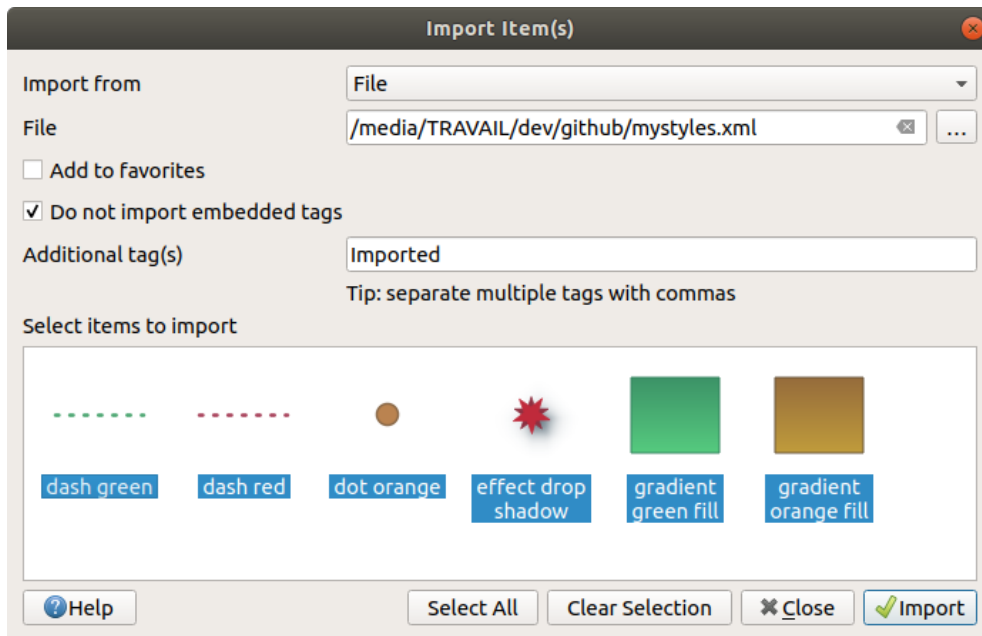 Import Item(s)
Import from File
File /media/TRAVAIL/dev/github/mystyles.xml ...
Add to favorites
Do not import embedded tags
Additional tag(s) Imported
Tip: separate multiple tags with commas
Select items to import
dash green dash red dot orange effect drop gradient gradient
shadow green fill orange fill
Help Select All Clear Selection Close Import